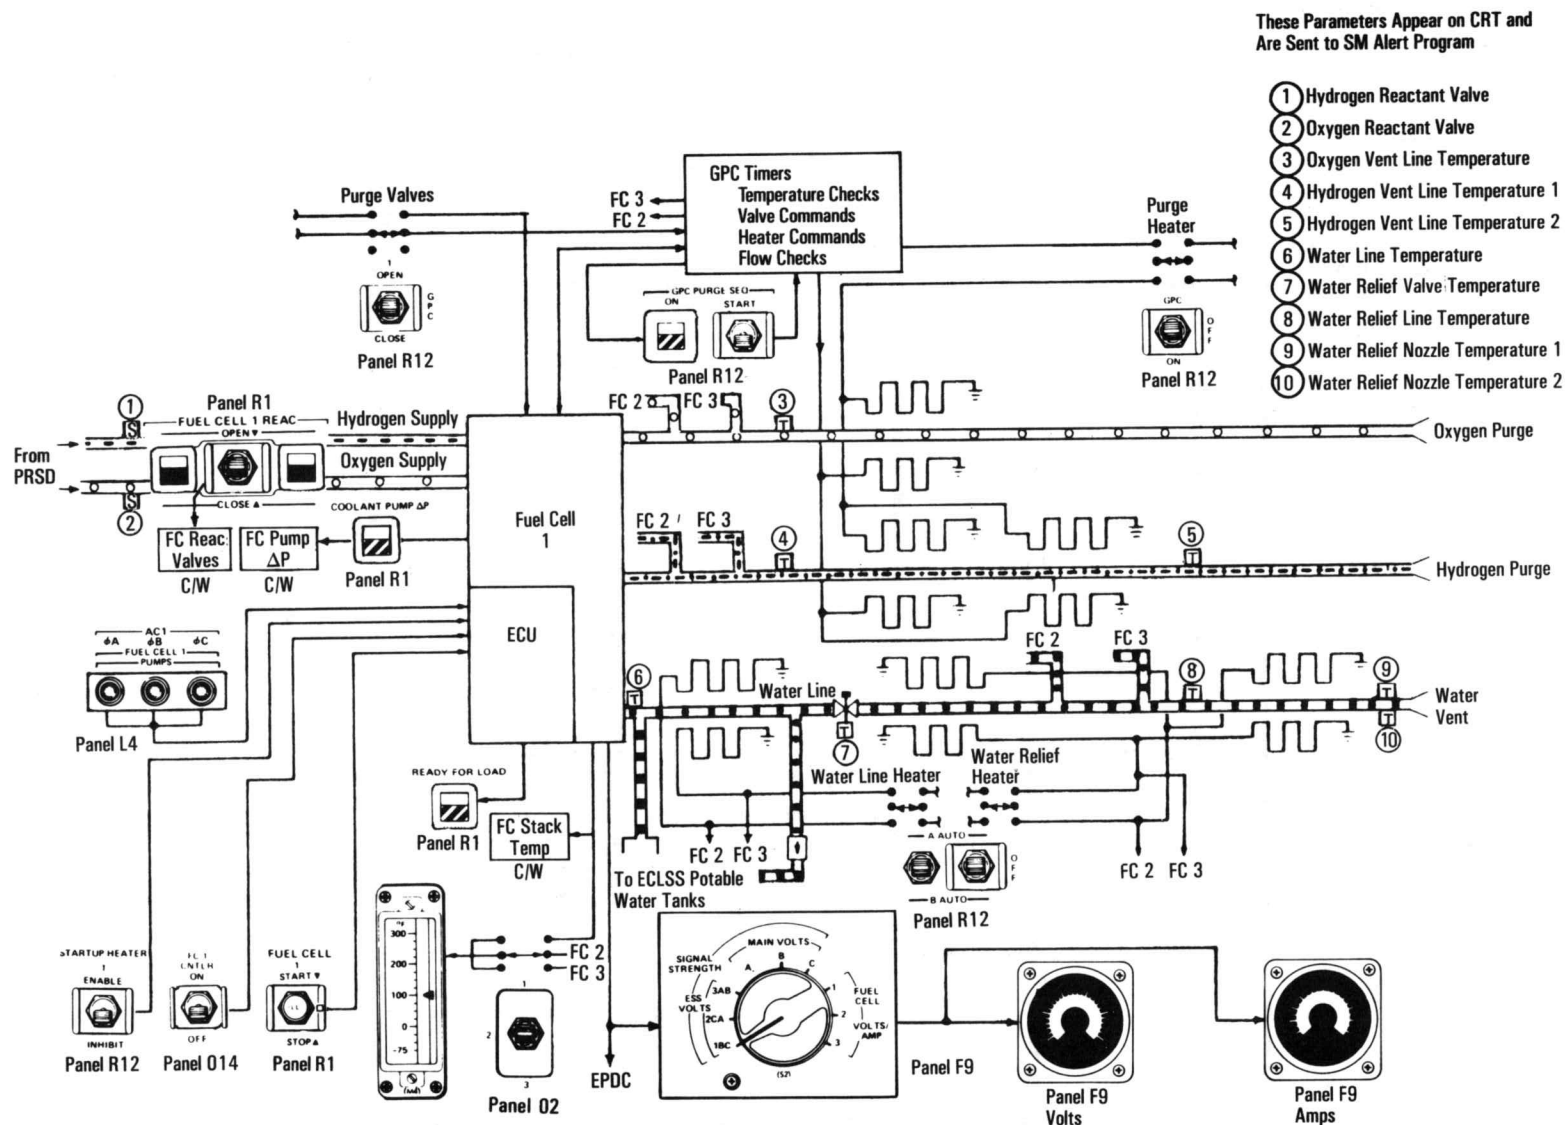 These Parameters Appear on CRT and
Are Sent to SM Alert Program
1 Hydrogen Reactant Valve
2 Oxygen Reactant Valve
3 Oxygen Vent Line Temperature
4 Hydrogen Vent Line Temperature 1
5 Hydrogen Vent Line Temperature 2
6 Water Line Temperature
7 Water Relief Valve Temperature
8 Water Relief Line Temperature
9 Water Relief Nozzle Temperature 1
10 Water Relief Nozzle Temperature 2
Purge Valves
1
OPEN
GPC
CLOSE
Panel R12
FC 3
FC 2
GPC Timers
Temperature Checks
Valve Commands
Heater Commands
Flow Checks
GPC PURGE SEQ
ON
START
Panel R12
Purge
Heater
GPC
OFF
ON
Panel R12
1
Panel R1
FUEL CELL 1 REAC
OPEN
Hydrogen Supply
From
PRSD
S
Oxygen Supply
S
2
CLOSE
COOLANT PUMP ΔP
FC Reac
Valves
C/W
FC Pump
ΔP
C/W
Panel R1
Fuel Cell
1
ECU
FC 2
FC 3
3
T
Oxygen Purge
FC 2
FC 3
4
T
5
T
Hydrogen Purge
AC1
φA φB φC
FUEL CELL 1
PUMPS
Panel L4
6
T
Water Line
7
T
FC 2
FC 3
8
T
9
T
T
10
Water
Vent
Water Line Heater
Water Relief
Heater
READY FOR LOAD
Panel R1
FC Stack
Temp
C/W
FC 2
FC 3
To ECLSS Potable
Water Tanks
A AUTO
OFF
B AUTO
Panel R12
FC 2
FC 3
STARTUP HEATER
1
ENABLE
INHIBIT
Panel R12
ON
OFF
Panel O14
FUEL CELL
1
START
STOP
Panel R1
°F
300
200
100
0
-75
FC 2
FC 3
1
2
3
Panel O2
EPDC
SIGNAL
STRENGTH
MAIN VOLTS
A
B
C
ESS
VOLTS
3AB
2CA
1BC
1
2
3
FUEL
CELL
VOLTS/
AMP
(S2)
Panel F9
Panel F9
Volts
Panel F9
Amps